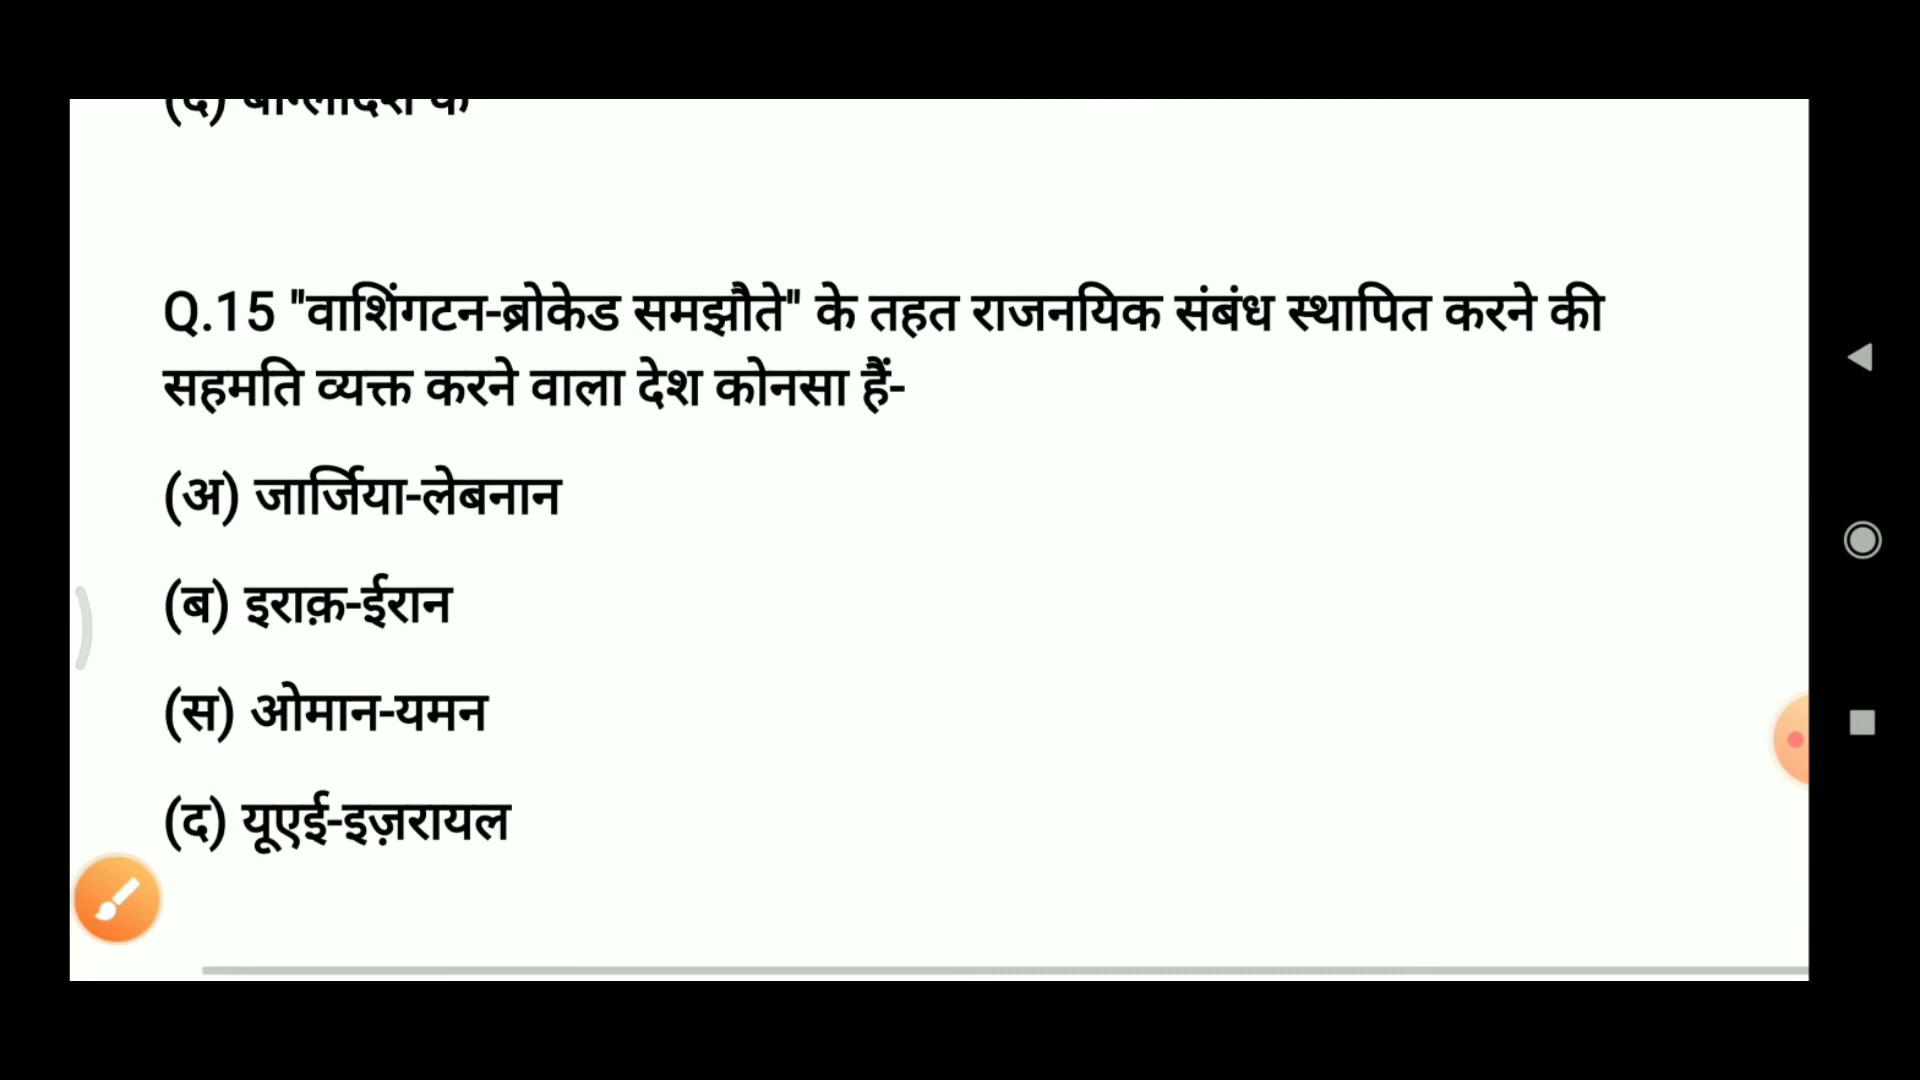 (द) बांग्लादेश के
Q.15 "वाशिंगटन-ब्रोकेड समझौते" के तहत राजनयिक संबंध स्थापित करने की
सहमति व्यक्त करने वाला देश कोनसा हैं-
(अ) जार्जिया-लेबनान
(ब) इराक़-ईरान
(स) ओमान-यमन
(द) यूएई-इज़रायल